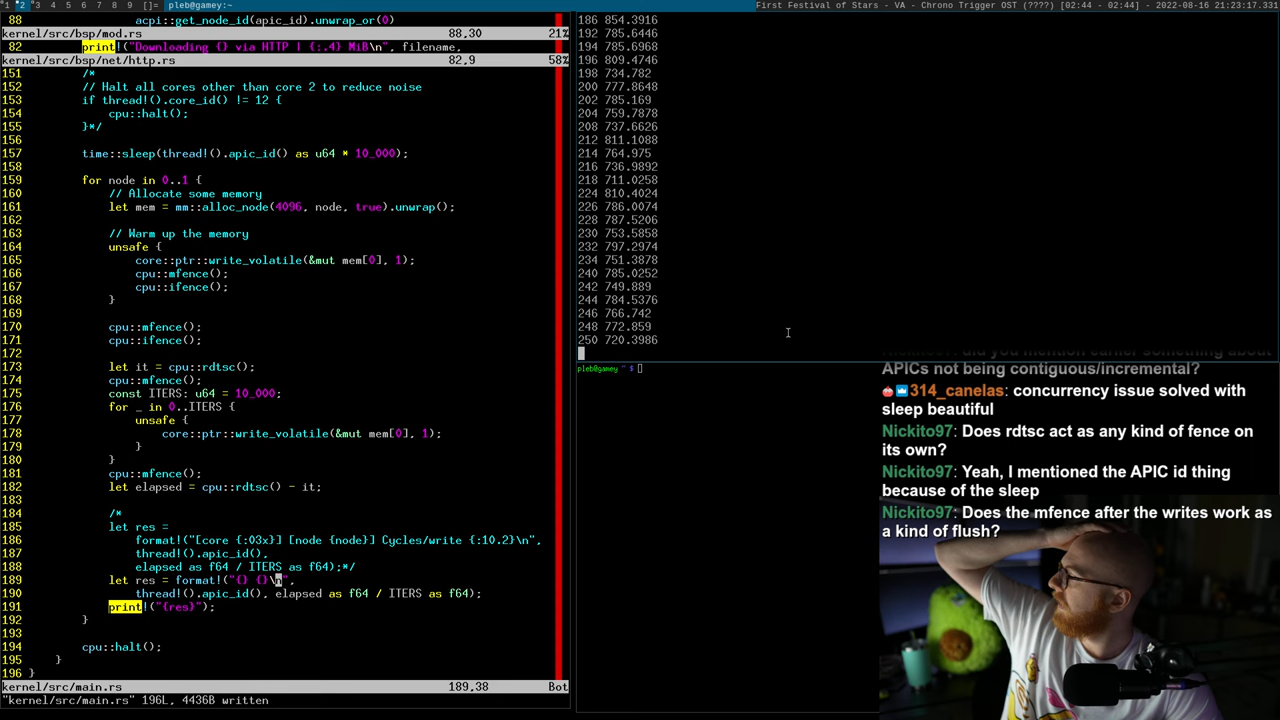 1 2 3 4 5 6 7 8 9 []= pleb@gamey:~
First Festival of Stars - VA - Chrono Trigger OST (????) [02:44 - 02:44] - 2022-08-16 21:23:17.331
88 acpi::get_node_id(apic_id).unwrap_or(0)
kernel/src/bsp/mod.rs 88,30 21%
82 print!("Downloading {} via HTTP | {:.4} MiB\n", filename,
kernel/src/bsp/net/http.rs 82,9 58%
151 /*
152 // Halt all cores other than core 2 to reduce noise
153 if thread!().core_id() != 12 {
154 cpu::halt();
155 }*/
156
157 time::sleep(thread!().apic_id() as u64 * 10_000);
158
159 for node in 0..1 {
160 // Allocate some memory
161 let mem = mm::alloc_node(4096, node, true).unwrap();
162
163 // Warm up the memory
164 unsafe {
165 core::ptr::write_volatile(&mut mem[0], 1);
166 cpu::mfence();
167 cpu::ifence();
168 }
169
170 cpu::mfence();
171 cpu::ifence();
172
173 let it = cpu::rdtsc();
174 cpu::mfence();
175 const ITERS: u64 = 10_000;
176 for _ in 0..ITERS {
177 unsafe {
178 core::ptr::write_volatile(&mut mem[0], 1);
179 }
180 }
181 cpu::mfence();
182 let elapsed = cpu::rdtsc() - it;
183
184 /*
185 let res =
186 format!("[core {:03x}] [node {node}] Cycles/write {:10.2}\n",
187 thread!().apic_id(),
188 elapsed as f64 / ITERS as f64);*/
189 let res = format!("{} {}\n",
190 thread!().apic_id(), elapsed as f64 / ITERS as f64);
191 print!("{res}");
192 }
193
194 cpu::halt();
195 }
196 }
kernel/src/main.rs 189,38 Bot
"kernel/src/main.rs" 196L, 4436B written
186 854.3916
192 785.6446
194 785.6968
196 809.4746
198 734.782
200 777.8648
202 785.169
204 759.7878
208 737.6626
212 811.1088
214 764.975
216 736.9892
218 711.0258
224 810.4024
226 786.0074
228 787.5206
230 753.5858
232 797.2974
234 751.3878
240 785.0252
242 749.889
244 784.5376
246 766.742
248 772.859
250 720.3986
pleb@gamey ~ $
Nickito97: did you mention earlier something about
APICs not being contiguous/incremental?
314_canelas: concurrency issue solved with
sleep beautiful
Nickito97: Does rdtsc act as any kind of fence on
its own?
Nickito97: Yeah, I mentioned the APIC id thing
because of the sleep
Nickito97: Does the mfence after the writes work as
a kind of flush?